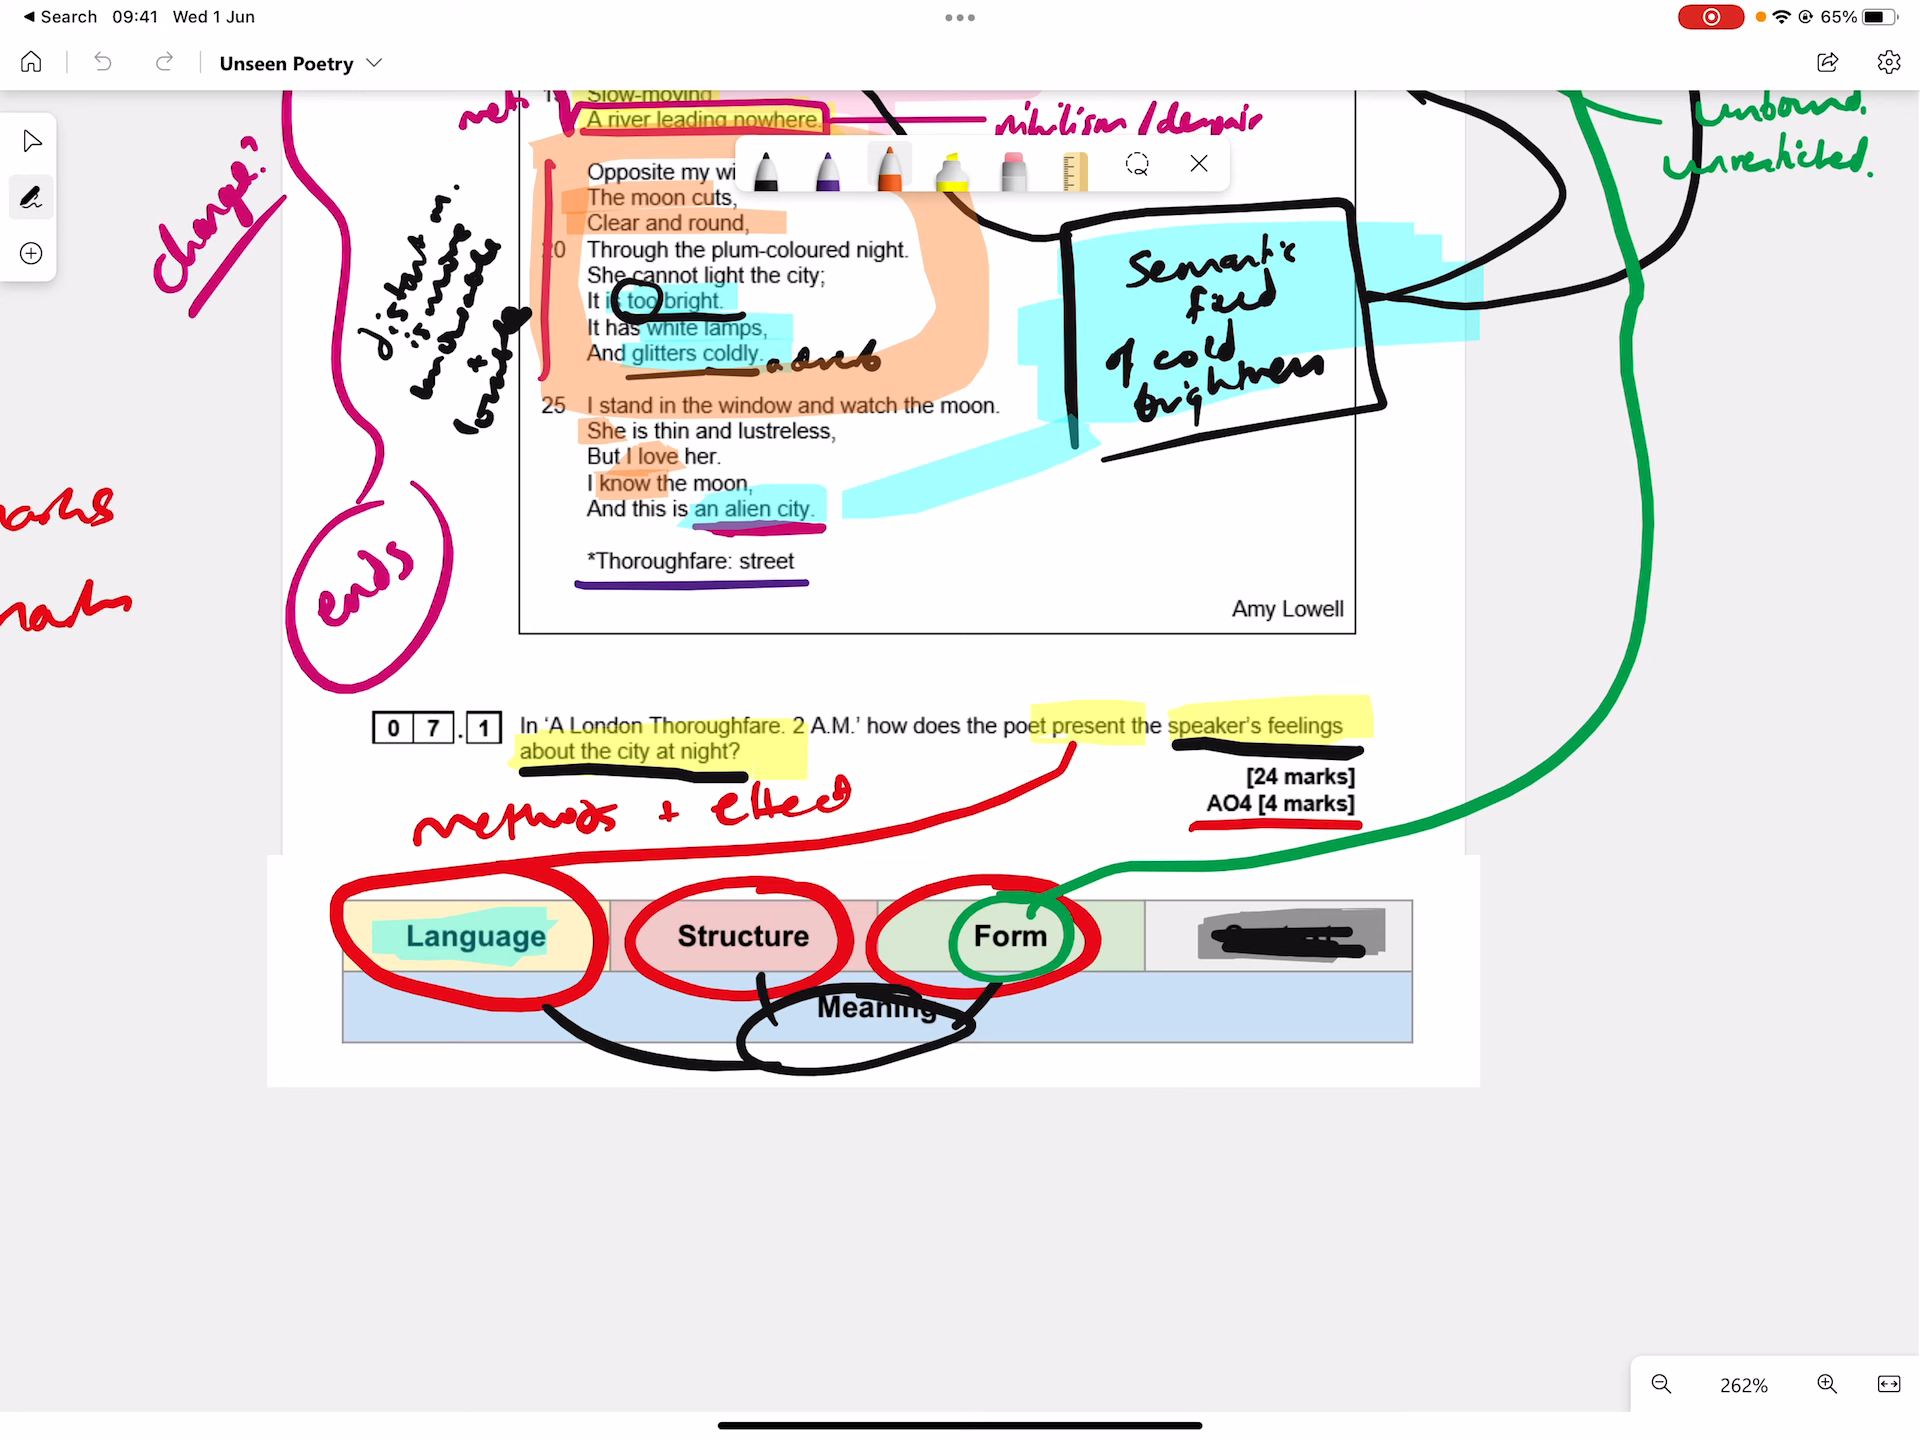 Search 09:41 Wed 1 Jun
65%
Unseen Poetry
Slow-moving
A river leading nowhere.
nihilism / despair
unbound.
unrestricted.
change?
Opposite my wi
The moon cuts,
Clear and round,
20 Through the plum-coloured night.
She cannot light the city;
It is too bright.
It has white lamps,
And glitters coldly.
adverb
distant
25 I stand in the window and watch the moon.
She is thin and lustreless,
But I love her.
I know the moon,
And this is an alien city.
*Thoroughfare: street
Amy Lowell
Semantic
field
of cold
brightness
ends
marks
marks
07.1 In ‘A London Thoroughfare. 2 A.M.’ how does the poet present the speaker’s feelings
about the city at night?
[24 marks]
AO4 [4 marks]
methods + effect
Language Structure Form
Meaning
262%